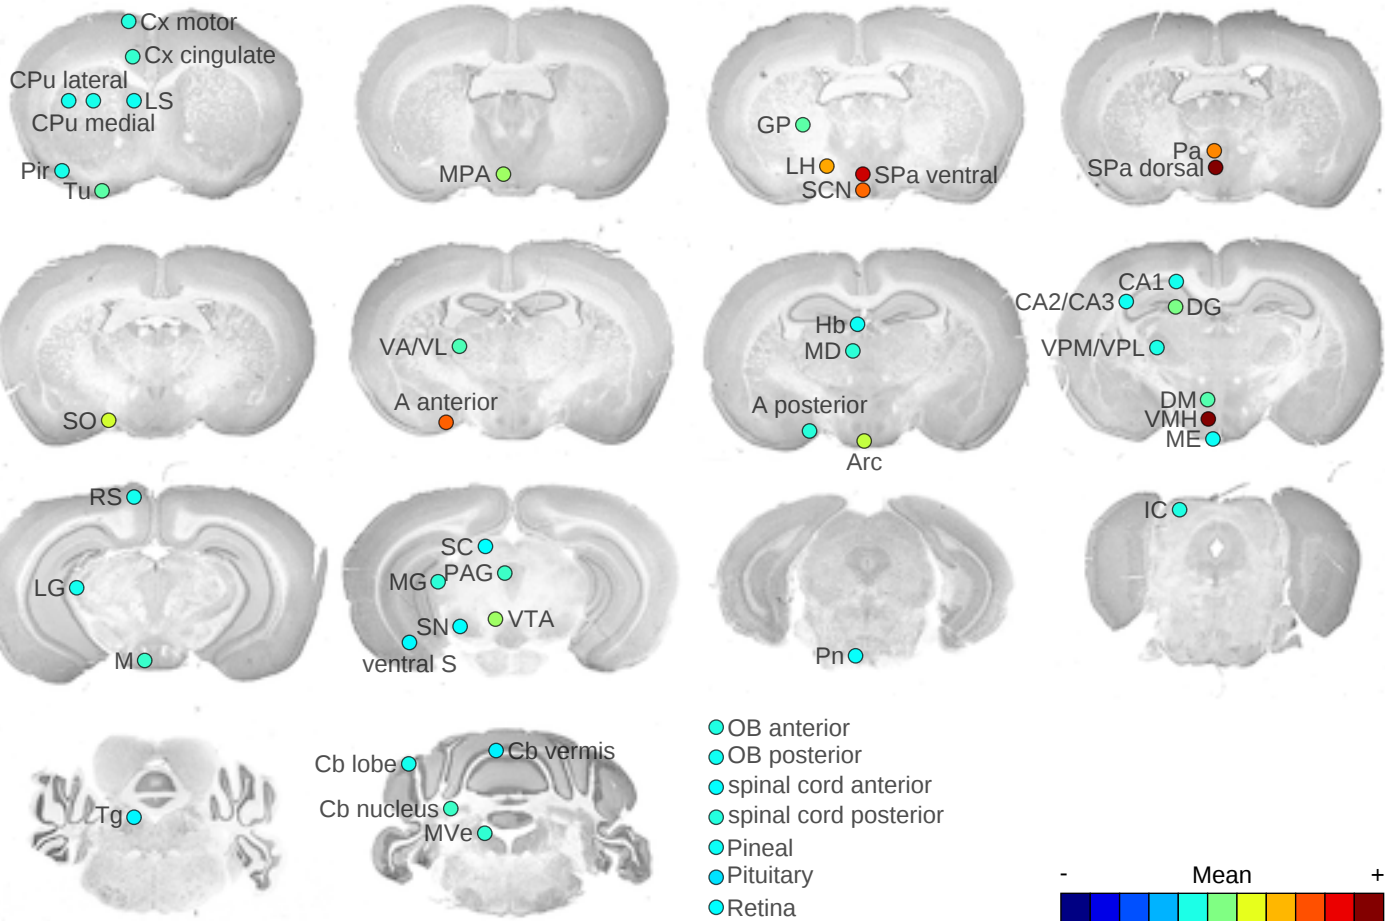 Cx motor
Cx cingulate
CPu lateral
LS
CPu medial
Pir
Tu
MPA
GP
LH
SPa ventral
SCN
Pa
SPa dorsal
SO
VA/VL
A anterior
Hb
MD
A posterior
Arc
CA1
CA2/CA3
DG
VPM/VPL
DM
VMH
ME
RS
LG
M
SC
MG
PAG
SN
VTA
ventral S
Pn
IC
Tg
Cb lobe
Cb vermis
Cb nucleus
MVe
OB anterior
OB posterior
spinal cord anterior
spinal cord posterior
Pineal
Pituitary
Retina
- Mean +